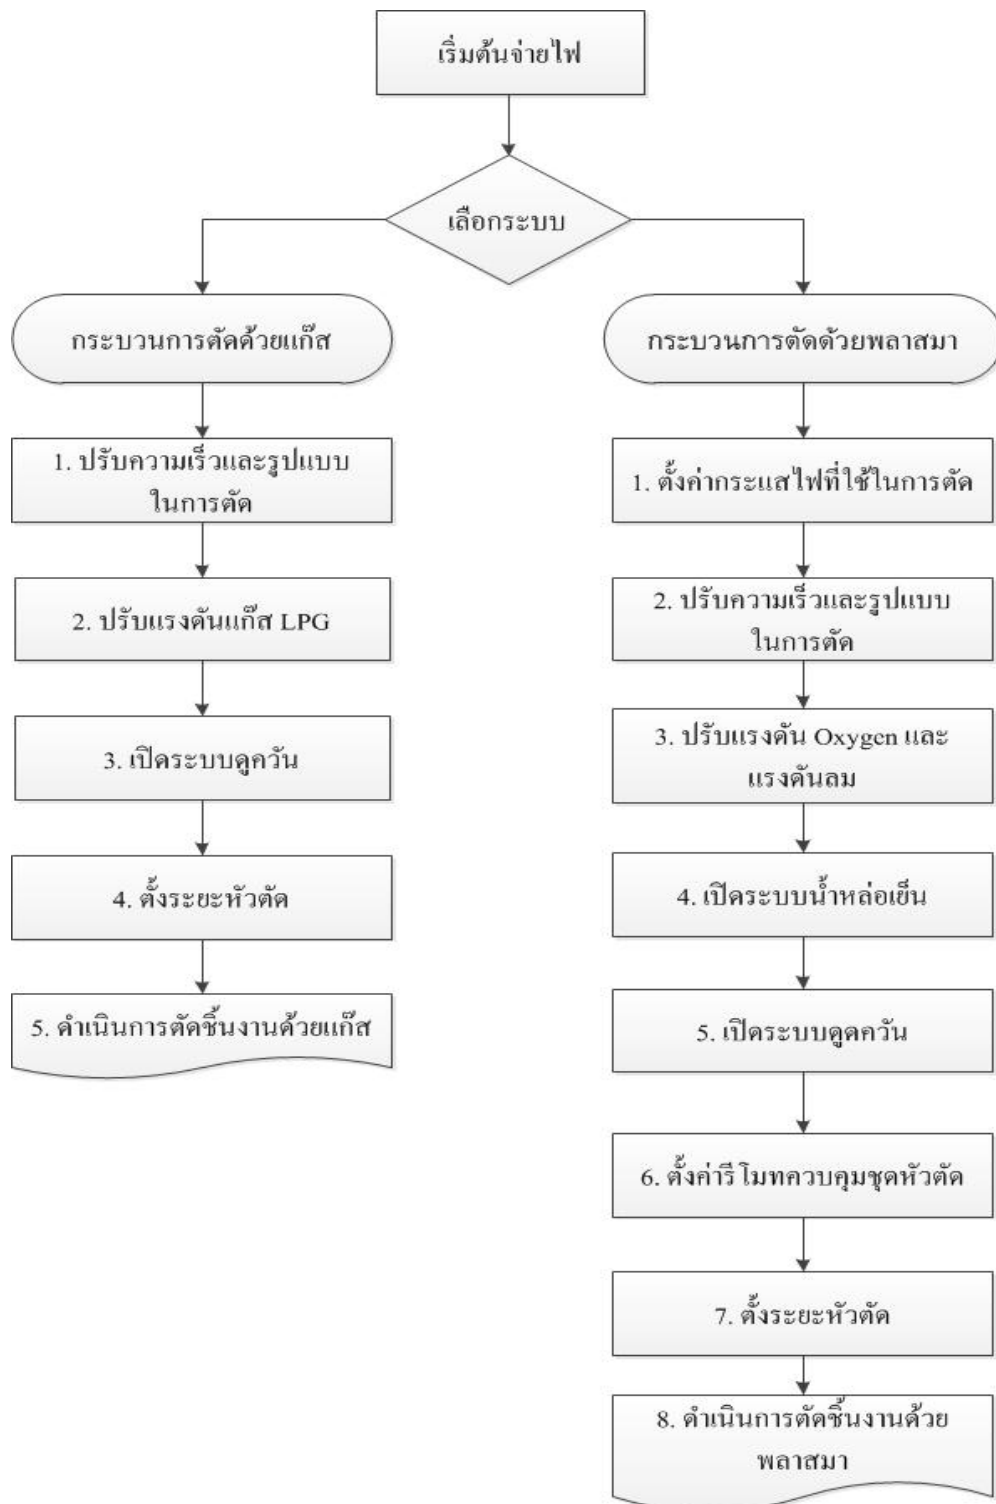 เริ่มต้นจ่ายไฟ
เลือกระบบ
กระบวนการตัดด้วยแก๊ส
1. ปรับความเร็วและรูปแบบ
ในการตัด
2. ปรับแรงดันแก๊ส LPG
3. เปิดระบบดูควัน
4. ตั้งระยะหัวตัด
5. ดำเนินการตัดชิ้นงานด้วยแก๊ส
กระบวนการตัดด้วยพลาสมา
1. ตั้งค่ากระแสไฟที่ใช้ในการตัด
2. ปรับความเร็วและรูปแบบ
ในการตัด
3. ปรับแรงดัน Oxygen และ
แรงดันลม
4. เปิดระบบน้ำหล่อเย็น
5. เปิดระบบดูดควัน
6. ตั้งค่ารีโมทควบคุมชุดหัวตัด
7. ตั้งระยะหัวตัด
8. ดำเนินการตัดชิ้นงานด้วย
พลาสมา